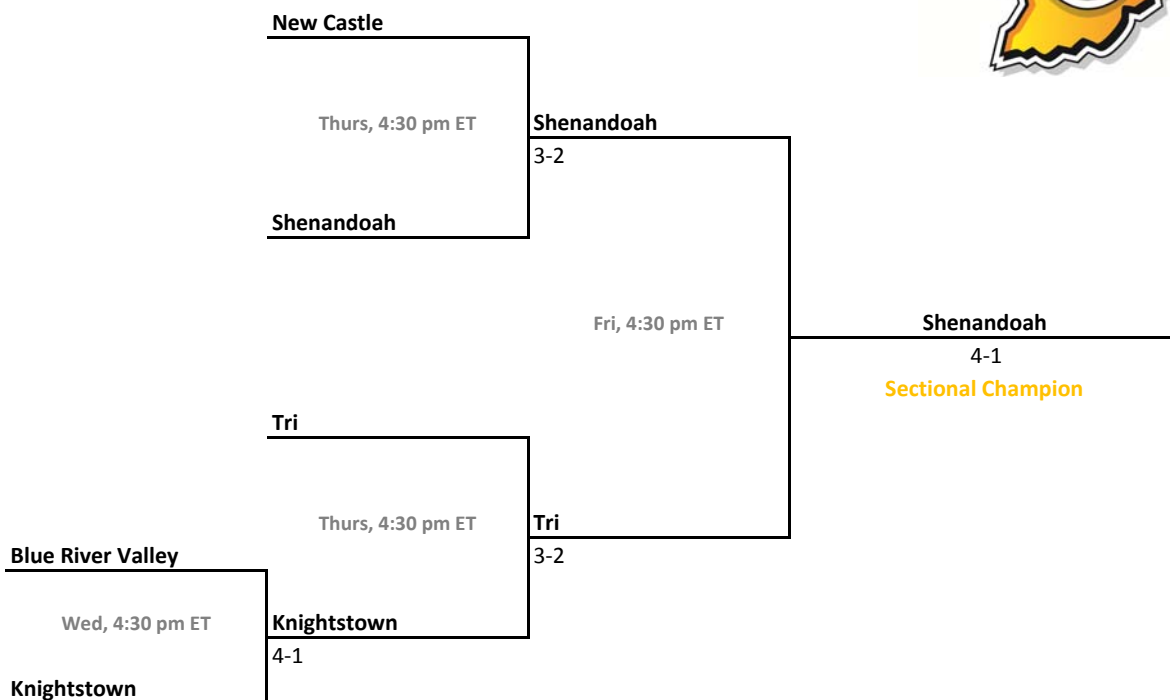 New Castle
Thurs, 4:30 pm ET
Shenandoah
3-2
Shenandoah
Fri, 4:30 pm ET
Shenandoah
4-1
Sectional Champion
Tri
Thurs, 4:30 pm ET
Tri
3-2
Blue River Valley
Wed, 4:30 pm ET
Knightstown
4-1
Knightstown